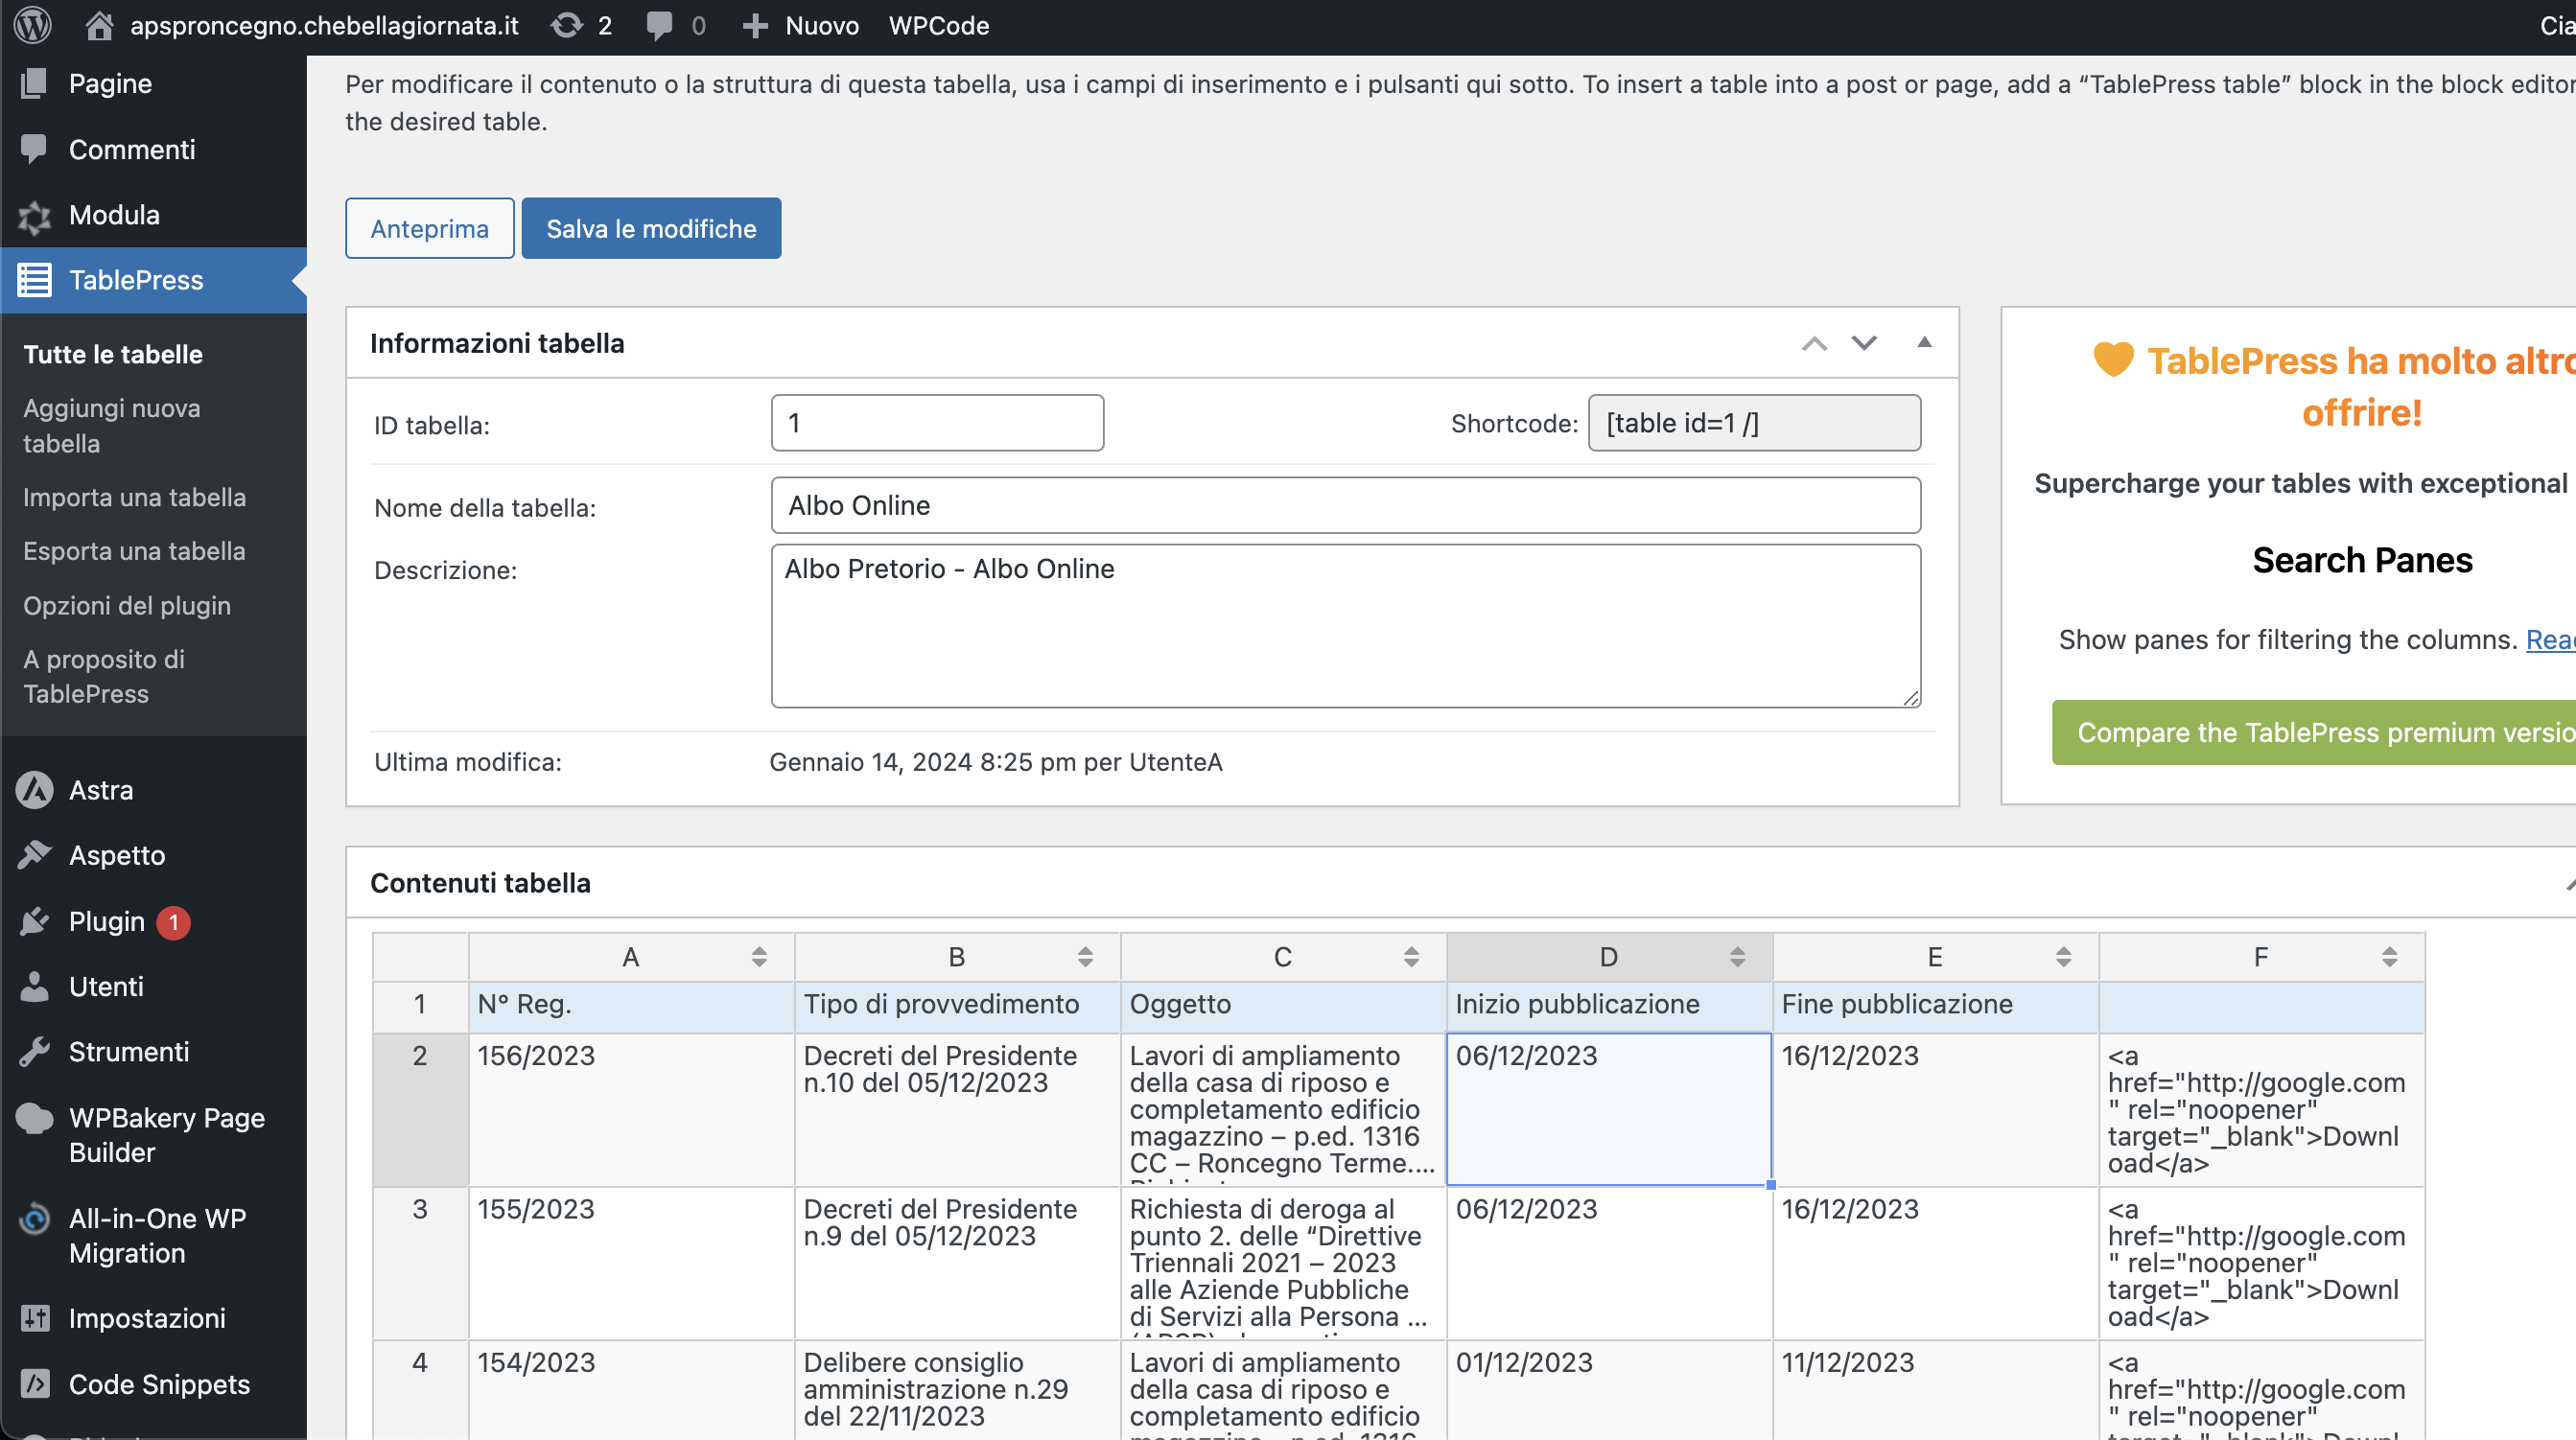 apsproncegno.chebellagiornata.it 2 0 Nuovo WPCode
Pagine
Commenti
Modula
TablePress
Tutte le tabelle
Aggiungi nuova
tabella
Importa una tabella
Esporta una tabella
Opzioni del plugin
A proposito di
TablePress
Astra
Aspetto
Plugin 1
Utenti
Strumenti
WPBakery Page
Builder
All-in-One WP
Migration
Impostazioni
Code Snippets
Per modificare il contenuto o la struttura di questa tabella, usa i campi di inserimento e i pulsanti qui sotto. To insert a table into a post or page, add a “TablePress table” block in the block editor
the desired table.
Anteprima Salva le modifiche
Informazioni tabella
ID tabella: 1 Shortcode: [table id=1 /]
Nome della tabella: Albo Online
Descrizione: Albo Pretorio - Albo Online
Ultima modifica: Gennaio 14, 2024 8:25 pm per UtenteA
TablePress ha molto altro
offrire!
Supercharge your tables with exceptional
Search Panes
Show panes for filtering the columns.
Compare the TablePress premium versio
Contenuti tabella
A B C D E F
1 N° Reg. Tipo di provvedimento Oggetto Inizio pubblicazione Fine pubblicazione
2 156/2023 Decreti del Presidente Lavori di ampliamento 06/12/2023 16/12/2023 <a
n.10 del 05/12/2023 della casa di riposo e href="http://google.com
completamento edificio " rel="noopener"
magazzino – p.ed. 1316 target="_blank">Downl
CC – Roncegno Terme.... oad</a>
3 155/2023 Decreti del Presidente Richiesta di deroga al 06/12/2023 16/12/2023 <a
n.9 del 05/12/2023 punto 2. delle “Direttive href="http://google.com
Triennali 2021 – 2023 " rel="noopener"
alle Aziende Pubbliche target="_blank">Downl
di Servizi alla Persona ... oad</a>
4 154/2023 Delibere consiglio Lavori di ampliamento 01/12/2023 11/12/2023 <a
amministrazione n.29 della casa di riposo e href="http://google.com
del 22/11/2023 completamento edificio " rel="noopener"